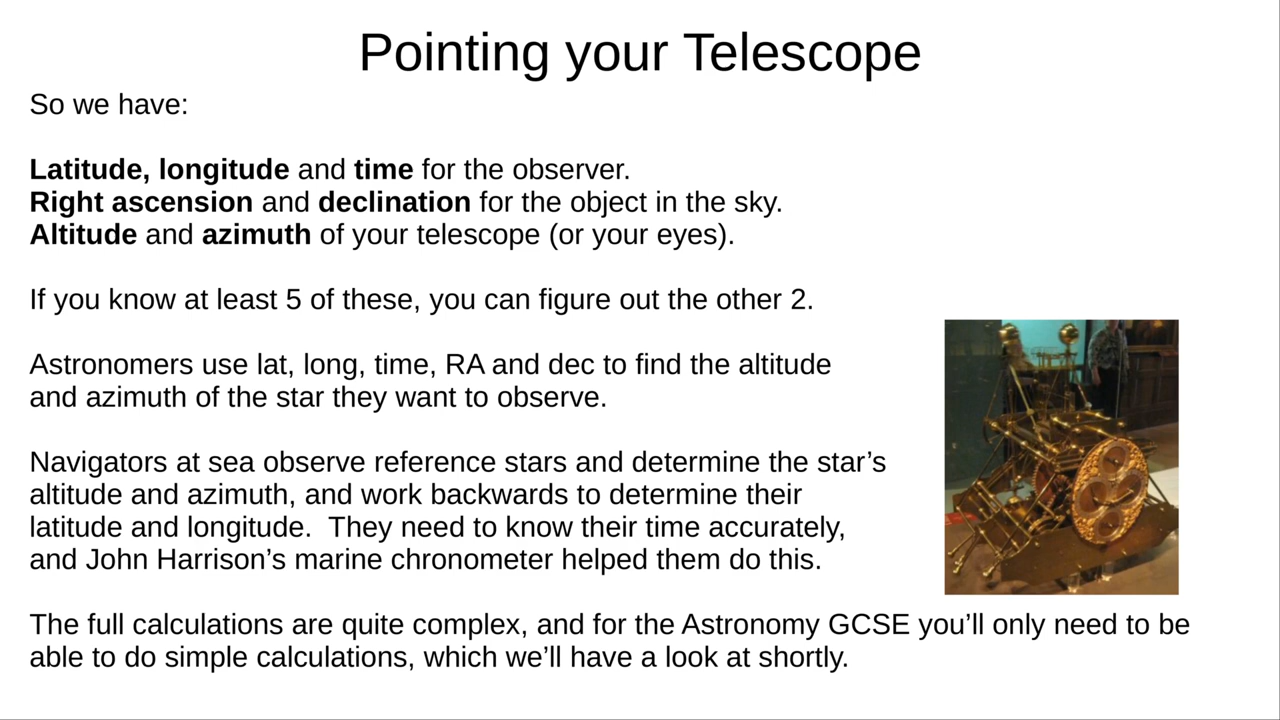 Pointing your Telescope
So we have:
Latitude, longitude and time for the observer.
Right ascension and declination for the object in the sky.
Altitude and azimuth of your telescope (or your eyes).
If you know at least 5 of these, you can figure out the other 2.
Astronomers use lat, long, time, RA and dec to find the altitude
and azimuth of the star they want to observe.
Navigators at sea observe reference stars and determine the star’s
altitude and azimuth, and work backwards to determine their
latitude and longitude.  They need to know their time accurately,
and John Harrison’s marine chronometer helped them do this.
The full calculations are quite complex, and for the Astronomy GCSE you’ll only need to be
able to do simple calculations, which we’ll have a look at shortly.